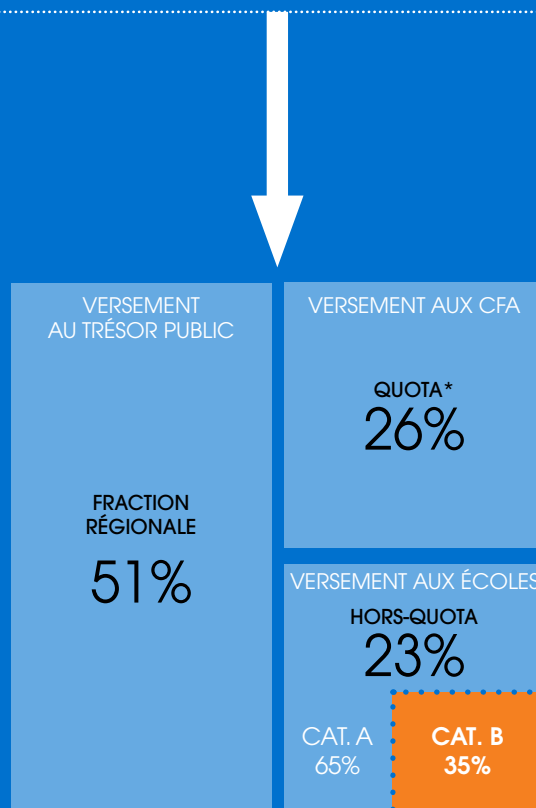 VERSEMENT
AU TRÉSOR PUBLIC
FRACTION
RÉGIONALE
51%
VERSEMENT AUX CFA
QUOTA*
26%
VERSEMENT AUX ÉCOLES
HORS-QUOTA
23%
CAT. A
65%
CAT. B
35%